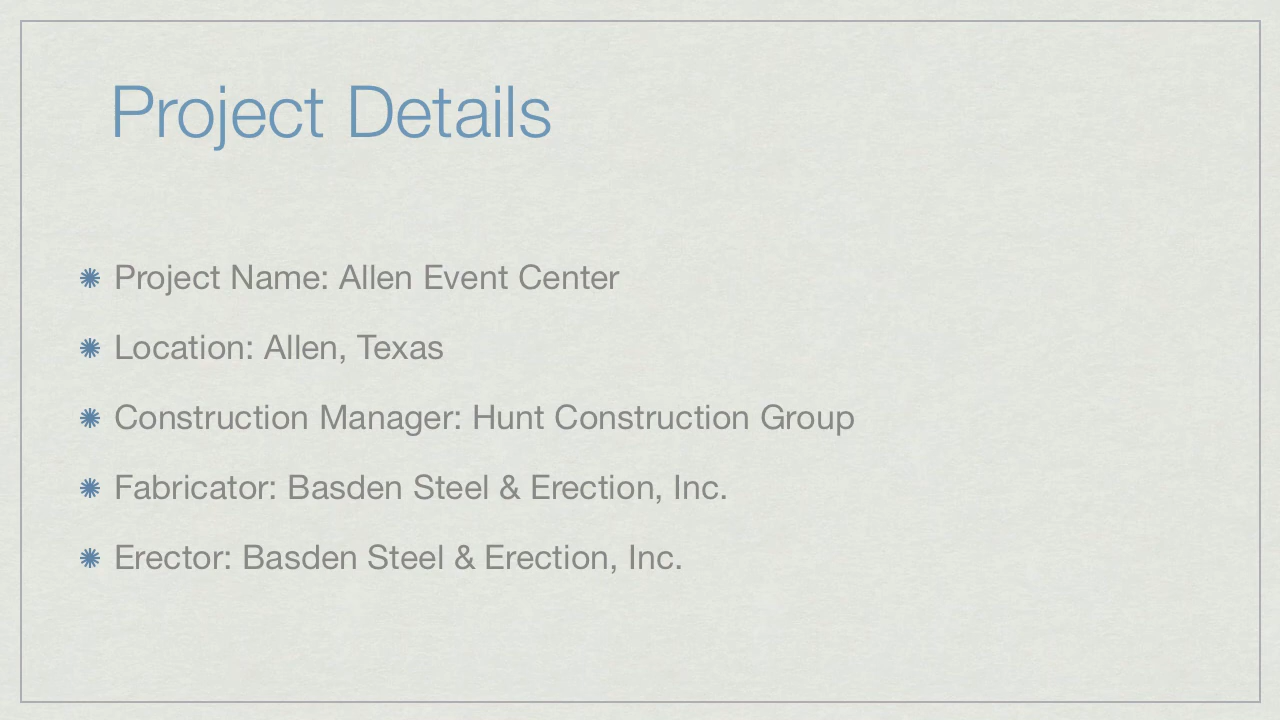 Project Details
Project Name: Allen Event Center
Location: Allen, Texas
Construction Manager: Hunt Construction Group
Fabricator: Basden Steel & Erection, Inc.
Erector: Basden Steel & Erection, Inc.